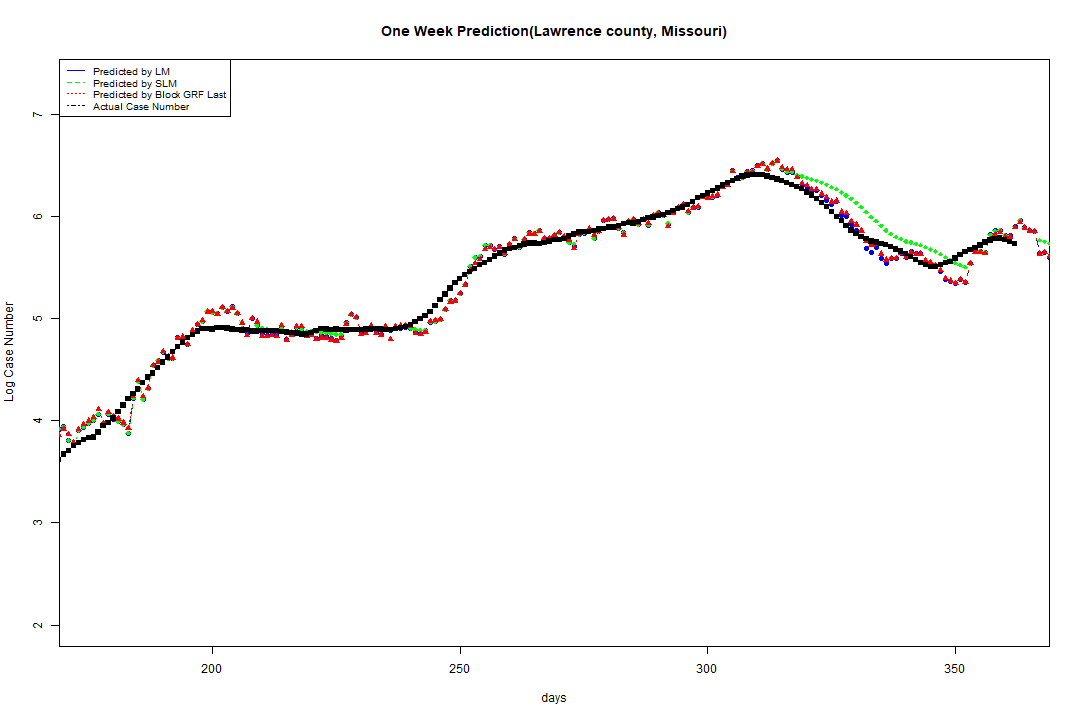 One Week Prediction(Lawrence county, Missouri)
Predicted by LM
Predicted by SLM
Predicted by Block GRF Last
Actual Case Number
7
6
5
4
3
2
Log Case Number
200
250
300
350
days